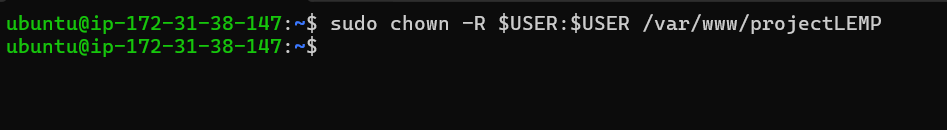 ubuntu@ip-172-31-38-147:~$ sudo chown -R $USER:$USER /var/www/projectLEMP
ubuntu@ip-172-31-38-147:~$